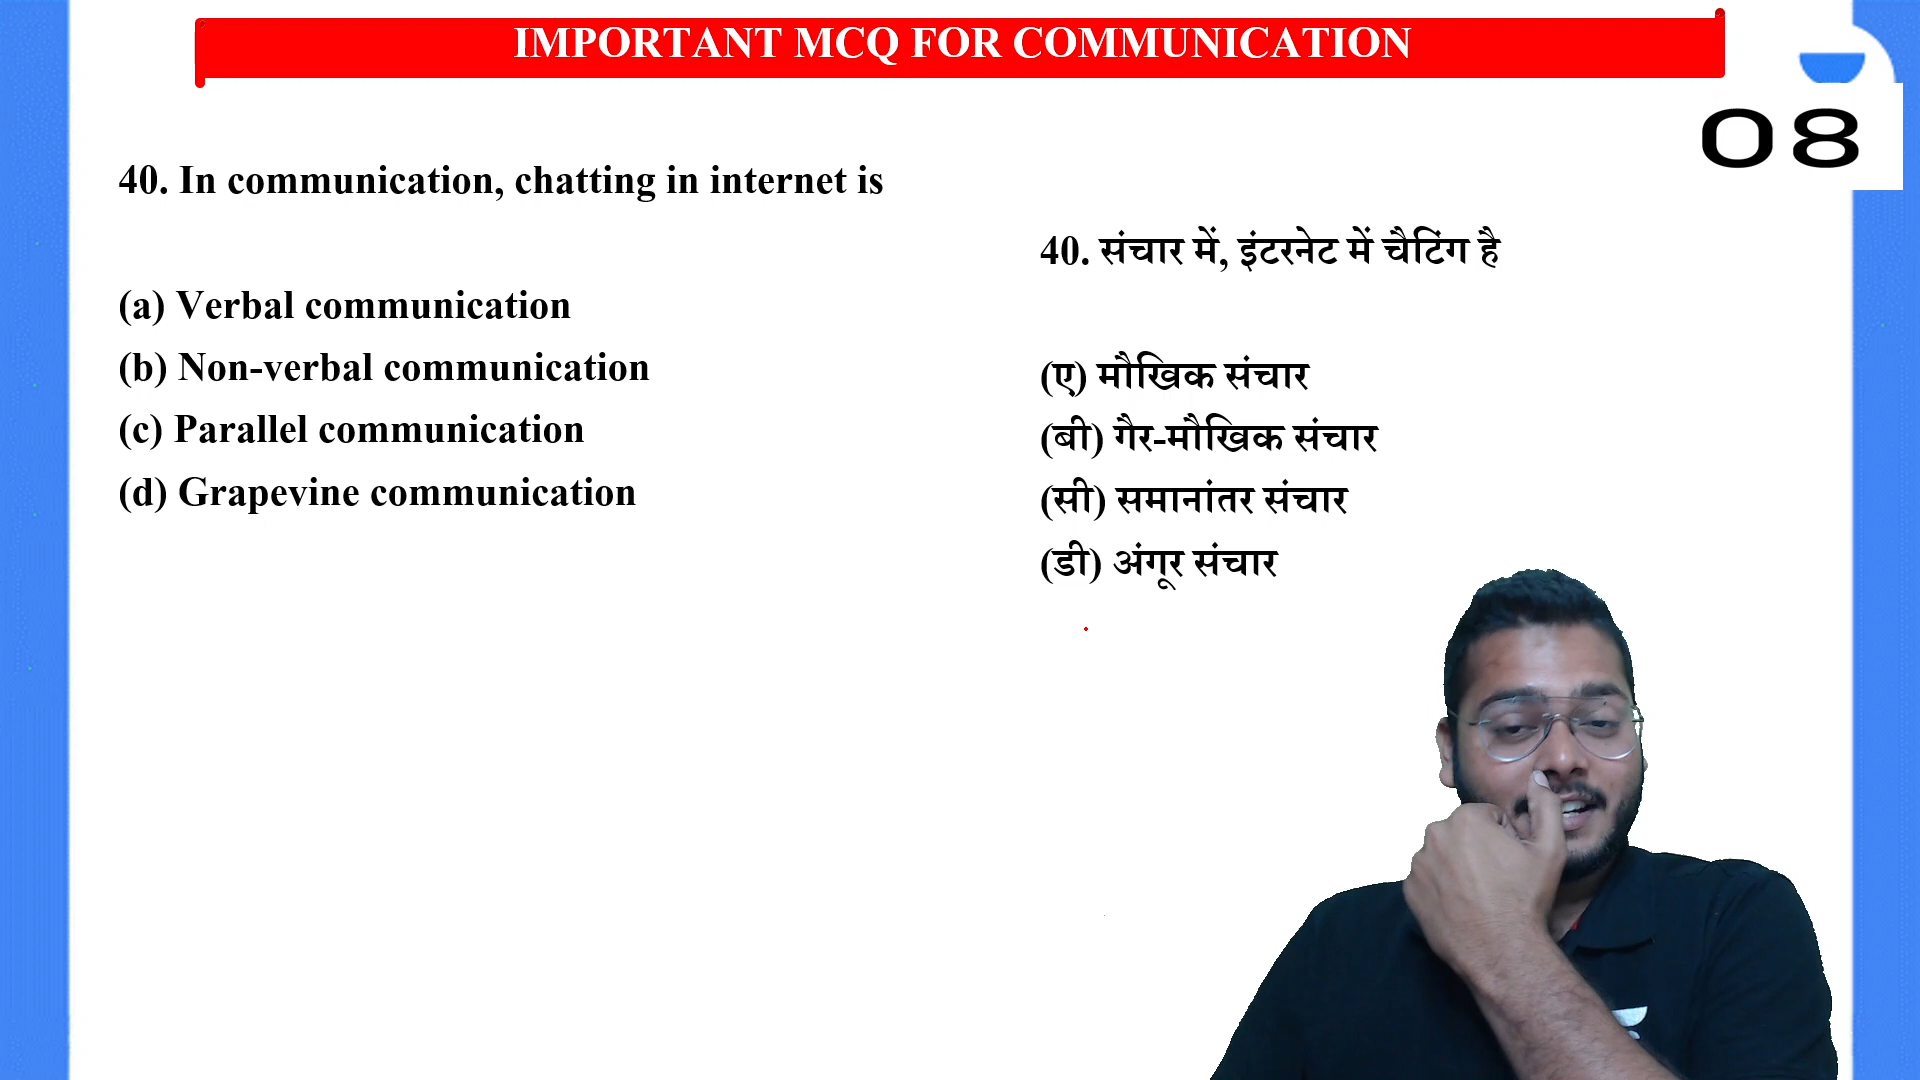 IMPORTANT MCQ FOR COMMUNICATION
08
40. In communication, chatting in internet is
(a) Verbal communication
(b) Non-verbal communication
(c) Parallel communication
(d) Grapevine communication
40. संचार में, इंटरनेट में चैटिंग है
(ए) मौखिक संचार
(बी) गैर-मौखिक संचार
(सी) समानांतर संचार
(डी) अंगूर संचार